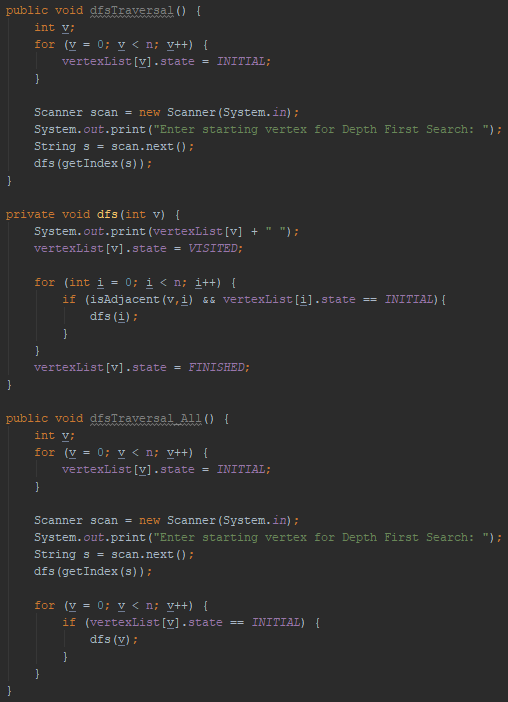 public void dfsTraversal() {
    int v;
    for (v = 0; v < n; v++) {
        vertexList[v].state = INITIAL;
    }

    Scanner scan = new Scanner(System.in);
    System.out.print("Enter starting vertex for Depth First Search: ");
    String s = scan.next();
    dfs(getIndex(s));
}

private void dfs(int v) {
    System.out.print(vertexList[v] + " ");
    vertexList[v].state = VISITED;

    for (int i = 0; i < n; i++) {
        if (isAdjacent(v,i) && vertexList[i].state == INITIAL){
            dfs(i);
        }
    }
    vertexList[v].state = FINISHED;
}

public void dfsTraversal_All() {
    int v;
    for (v = 0; v < n; v++) {
        vertexList[v].state = INITIAL;
    }

    Scanner scan = new Scanner(System.in);
    System.out.print("Enter starting vertex for Depth First Search: ");
    String s = scan.next();
    dfs(getIndex(s));

    for (v = 0; v < n; v++) {
        if (vertexList[v].state == INITIAL) {
            dfs(v);
        }
    }
}